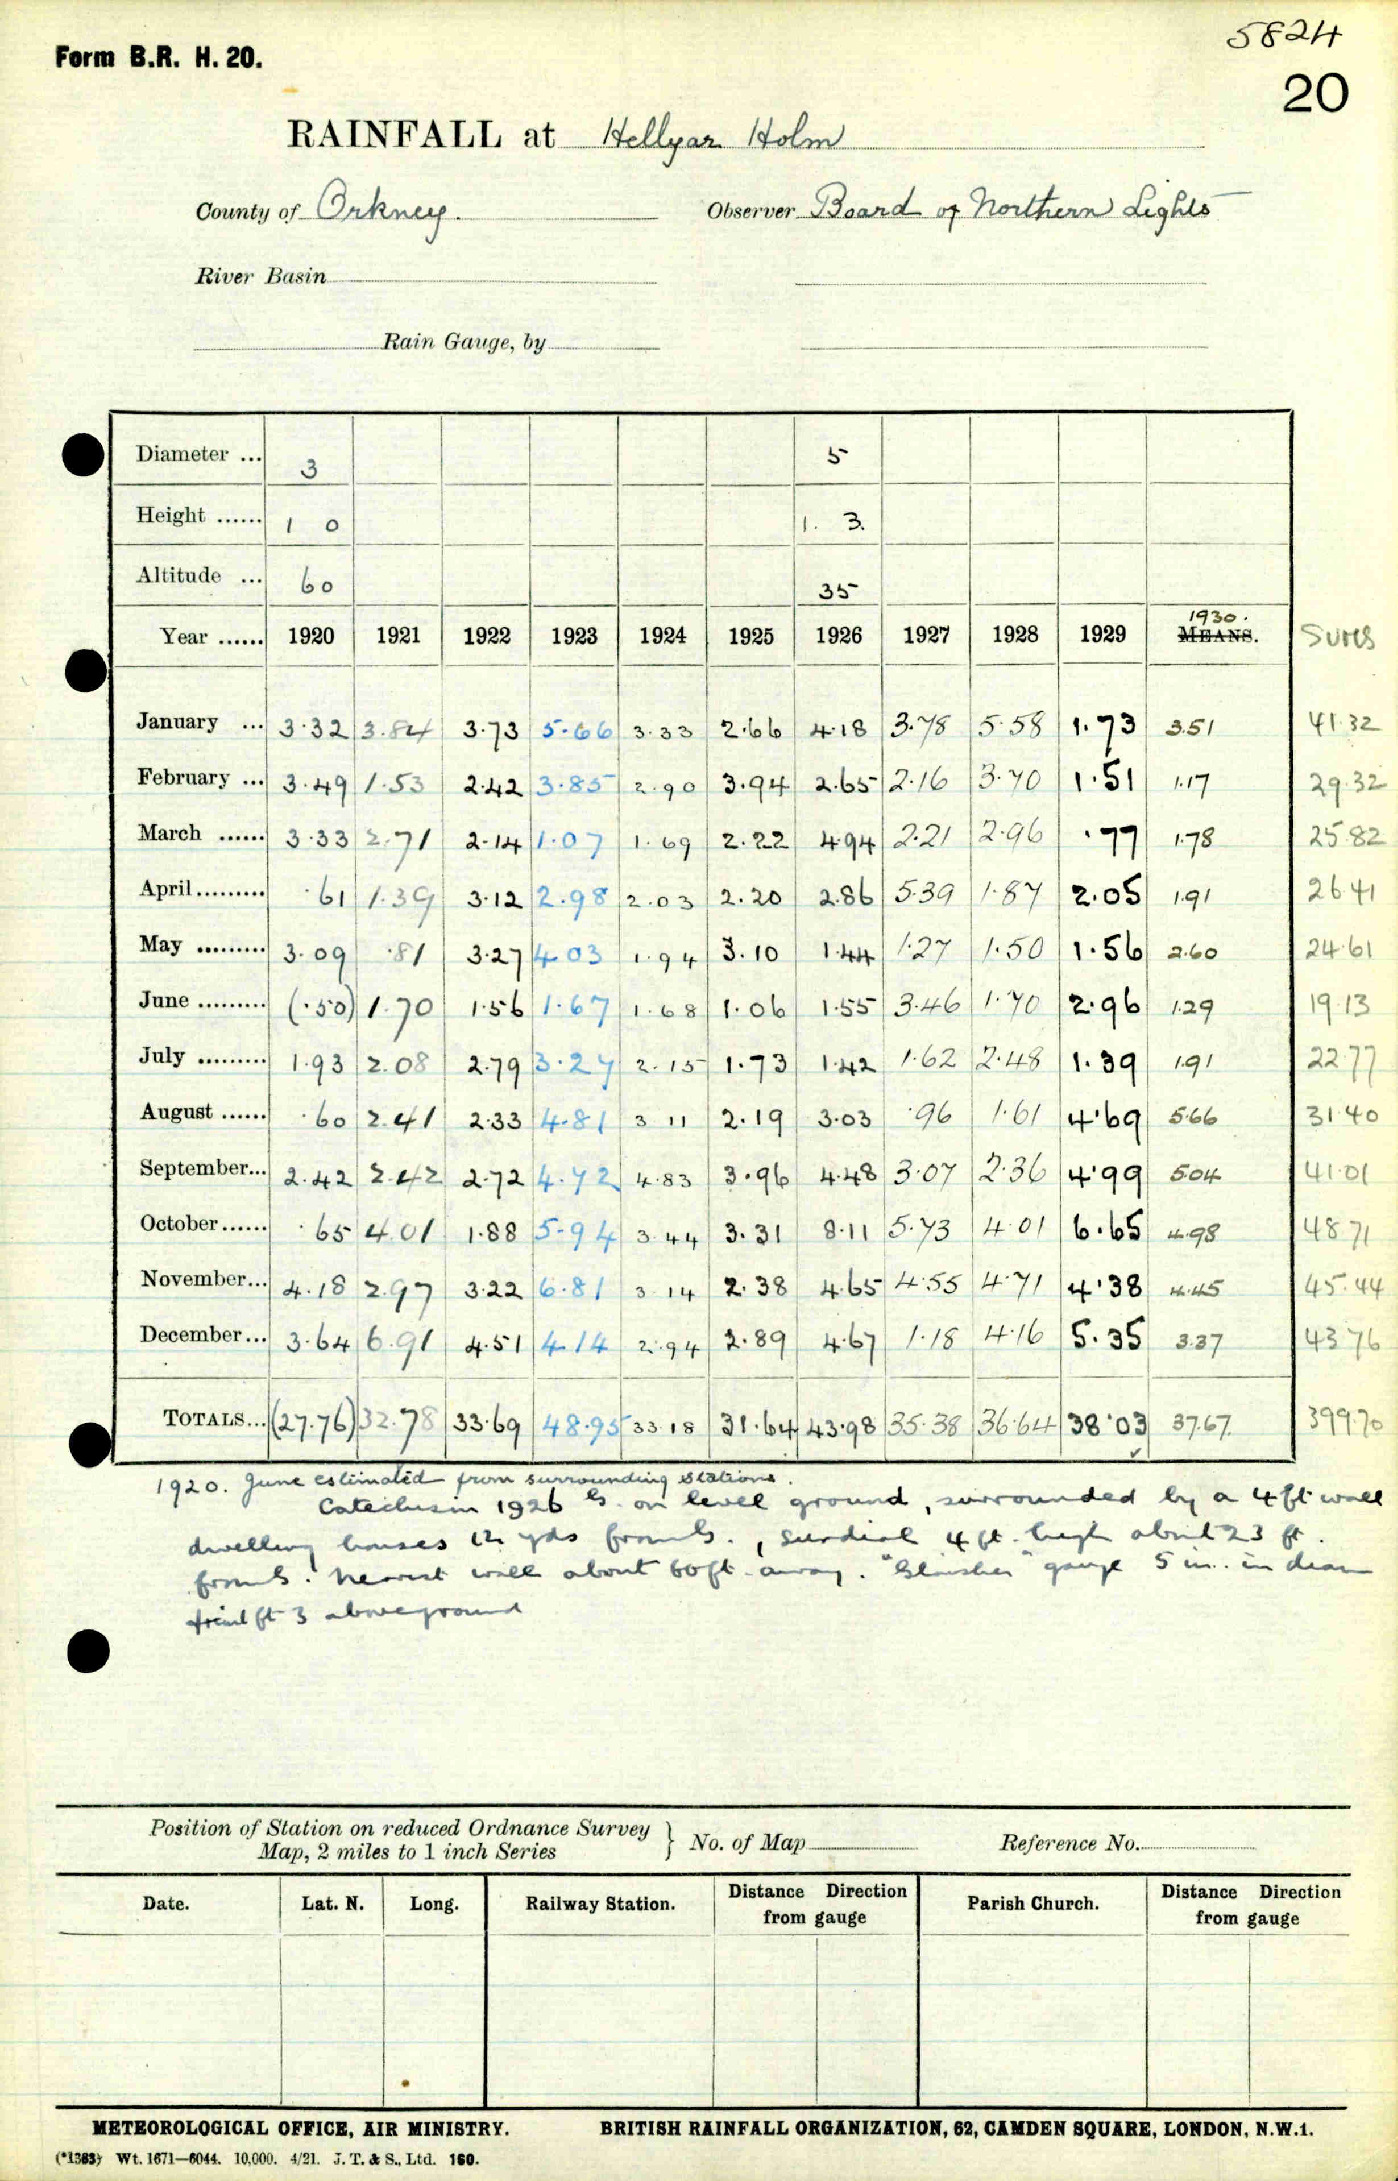 5824
Form B.R. H. 20.
20
RAINFALL at Hellyar Holm
County of Orkney. Observer Board of Northern Lights
River Basin
Rain Gauge, by
Diameter ... 3 5
Height ...... 1 0 1. 3.
Altitude ... 60 35
1930.
Year ...... 1920 1921 1922 1923 1924 1925 1926 1927 1928 1929 MEANS. Sums
January ... 3.32 3.84 3.73 5.66 3.33 2.66 4.18 3.78 5.58 1.73 3.51 41.32
February ... 3.49 1.53 2.42 3.85 2.90 3.94 2.65 2.16 3.70 1.51 1.17 29.32
March ...... 3.33 2.71 2.14 1.07 1.69 2.22 4.94 2.21 2.96 .77 1.78 25.82
April ......... .61 1.39 3.12 2.98 2.03 2.20 2.86 5.39 1.87 2.05 1.91 26 41
May ......... 3.09 .81 3.27 4 03 1.94 3.10 1.44 1.27 1.50 1.56 2.60 24.61
June ......... (.50) 1.70 1.56 1.67 1.68 1.06 1.55 3.46 1.70 2.96 1.29 19.13
July ......... 1.93 2.08 2.79 3.27 2.15 1.73 1.42 1.62 2.48 1.39 1.91 22.77
August ...... .60 2.41 2.33 4.81 3 11 2.19 3.03 .96 1.61 4.69 5.66 31.40
September... 2.42 2.42 2.72 4.72 4.83 3.96 4.48 3.07 2.36 4.99 5.04 41.01
October ...... .65 4.01 1.88 5.94 3.44 3.31 8.11 5.73 4.01 6.65 4.98 48.71
November... 4.18 2.97 3.22 6.81 3 14 2.38 4.65 4.55 4.71 4.38 4.45 45.44
December... 3.64 6.91 4.51 4.14 2.94 2.89 4.67 1.18 4.16 5.35 3.37 43.76
TOTALS... (27.76) 32.78 33.69 48.95 33.18 31.64 43.98 35.38 36.64 38.03 37.67. 399.70
1920. June estimated from surrounding stations.
in 1926 G. on level ground, surrounded by a 4ft wall
dwelling houses 12 yds from G., Sundial 4 ft. high about 23 ft.
from G. Nearest wall about 60ft. away. gauge 5 in. in diam
ft 3 above ground
Position of Station on reduced Ordnance Survey
Map, 2 miles to 1 inch Series } No. of Map Reference No.
Date. Lat. N. Long. Railway Station. Distance Direction from gauge Parish Church. Distance Direction from gauge
METEOROLOGICAL OFFICE, AIR MINISTRY. BRITISH RAINFALL ORGANIZATION, 62, CAMDEN SQUARE, LONDON, N.W.1.
(*1383) Wt. 1671—6044. 10,000. 4/21. J. T. & S., Ltd. 160.